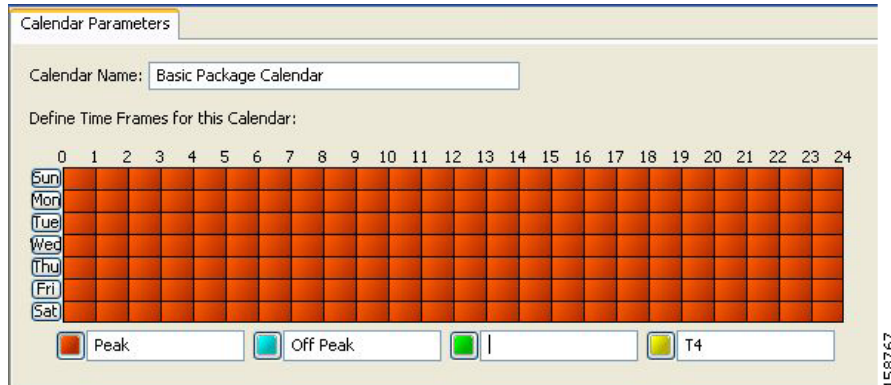 Calendar Parameters
Calendar Name: Basic Package Calendar
Define Time Frames for this Calendar:
0 1 2 3 4 5 6 7 8 9 10 11 12 13 14 15 16 17 18 19 20 21 22 23 24
Sun
Mon
Tue
Wed
Thu
Fri
Sat
Peak Off Peak T4
158767